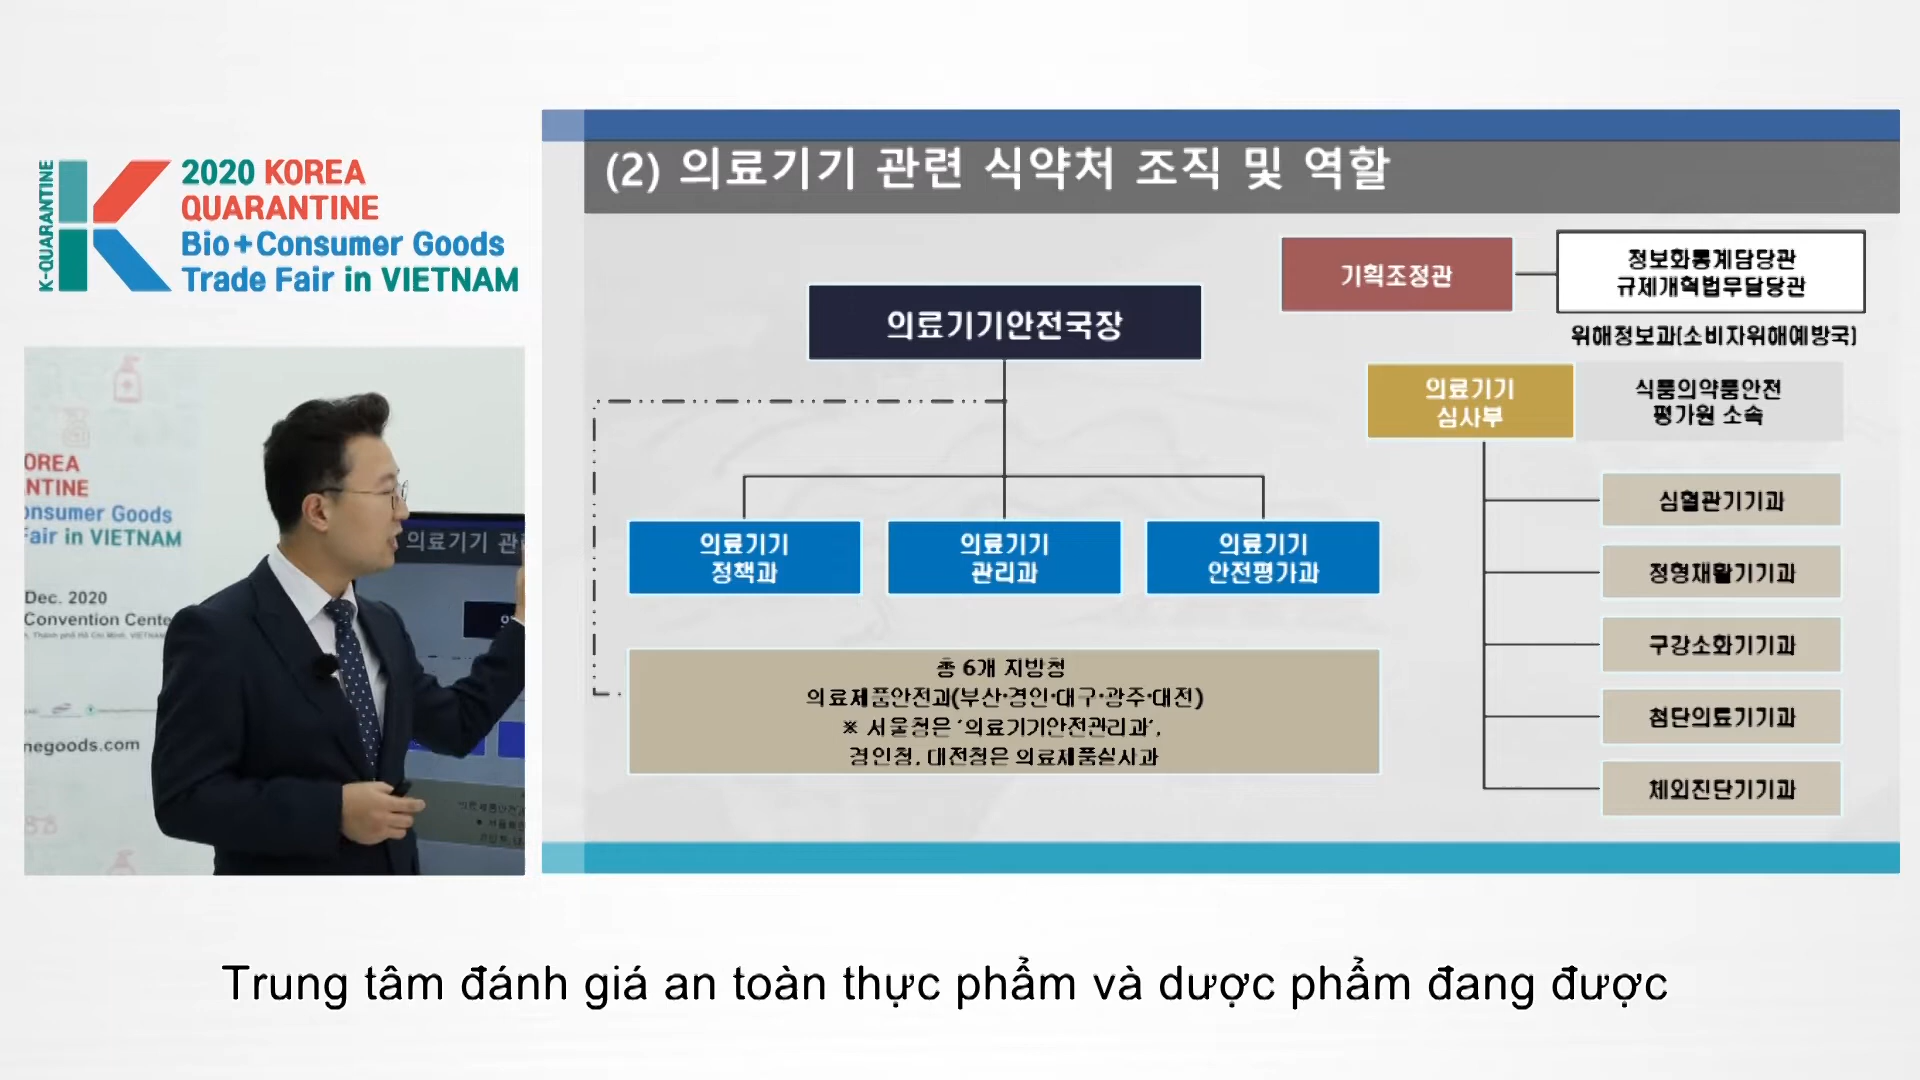 K-QUARANTINE
2020 KOREA
QUARANTINE
Bio+Consumer Goods
Trade Fair in VIETNAM
(2) 의료기기 관련 식약처 조직 및 역할
기획조정관
정보화통계담당관
규제개혁법무담당관
위해정보과(소비자위해예방국)
의료기기안전국장
의료기기
심사부
식품의약품안전
평가원 소속
심혈관기기과
정형재활기기과
구강소화기기과
첨단의료기기과
체외진단기기과
의료기기
정책과
의료기기
관리과
의료기기
안전평가과
총 6개 지방청
의료제품안전과(부산·경인·대구·광주·대전)
※ 서울청은 '의료기기안전관리과',
경인청, 대전청은 의료제품실사과
OREA
NTINE
onsumer Goods
Fair in VIETNAM
Dec. 2020
Convention Cente
negoods.com
의료기기 관
Trung tâm đánh giá an toàn thực phẩm và dược phẩm đang được